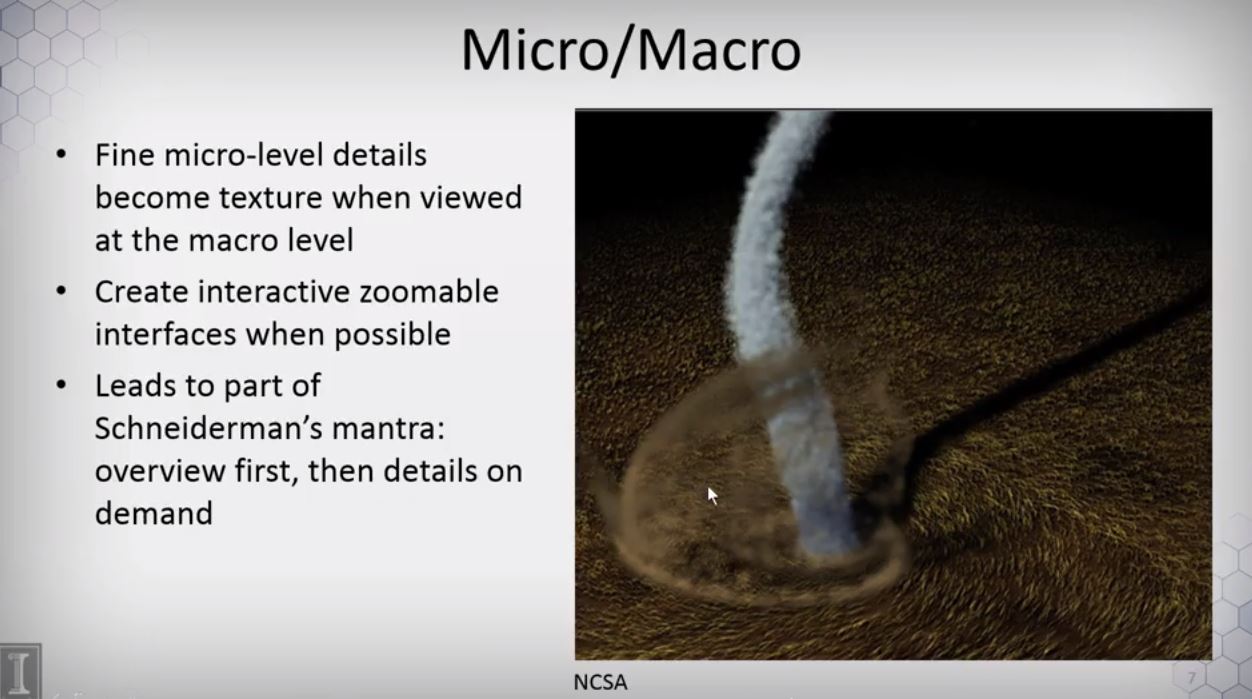 Micro/Macro
• Fine micro-level details
become texture when viewed
at the macro level
• Create interactive zoomable
interfaces when possible
• Leads to part of
Schneiderman's mantra:
overview first, then details on
demand
NCSA
7
I